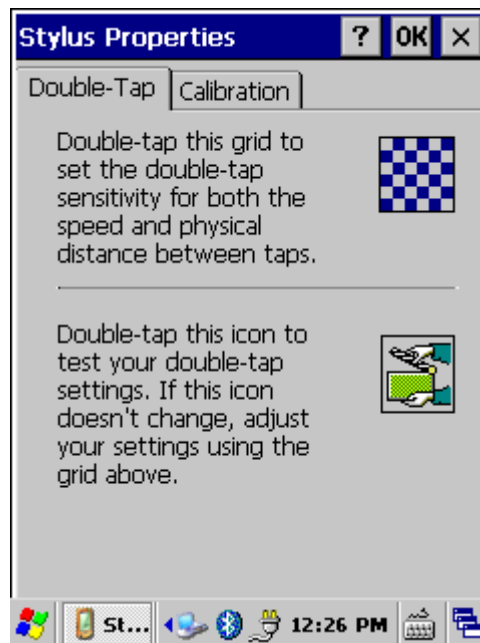 Stylus Properties ? OK ×
Double-Tap Calibration
Double-tap this grid to
set the double-tap
sensitivity for both the
speed and physical
distance between taps.
Double-tap this icon to
test your double-tap
settings. If this icon
doesn't change, adjust
your settings using the
grid above.
St... 12:26 PM